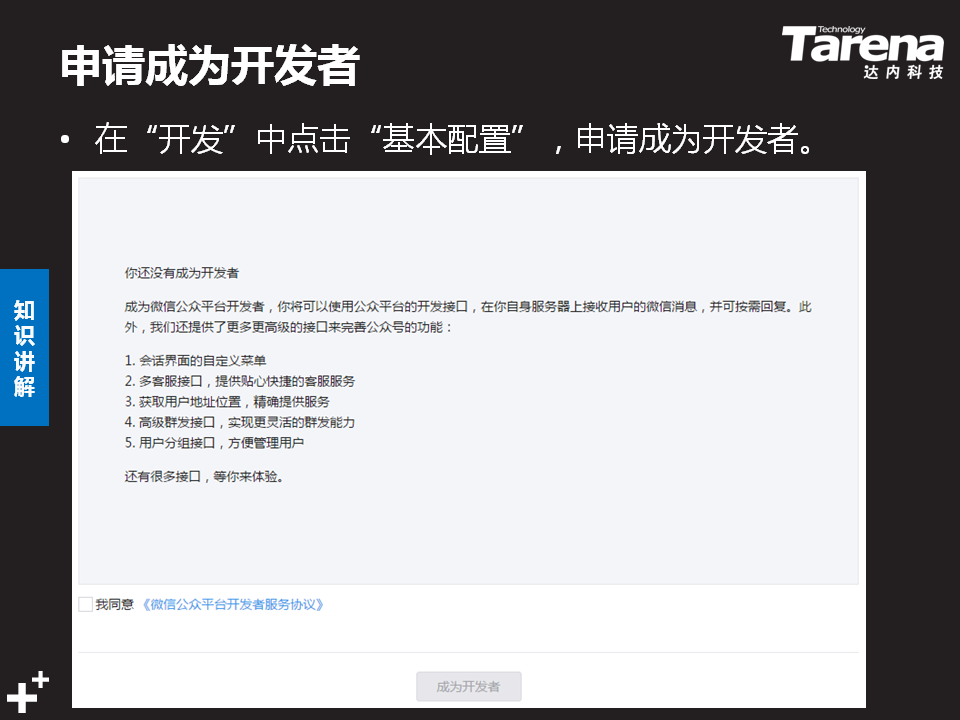 申请成为开发者
Technology
Tarena
达内科技
• 在“开发”中点击“基本配置”，申请成为开发者。
知识讲解
你还没有成为开发者
成为微信公众平台开发者，你将可以使用公众平台的开发接口，在你自身服务器上接收用户的微信消息，并可按需回复。此
外，我们还提供了更多更高级的接口来完善公众号的功能：
1. 会话界面的自定义菜单
2. 多客服接口，提供贴心快捷的客服服务
3. 获取用户地址位置，精确提供服务
4. 高级群发接口，实现更灵活的群发能力
5. 用户分组接口，方便管理用户
还有很多接口，等你来体验。
我同意 《微信公众平台开发者服务协议》
成为开发者